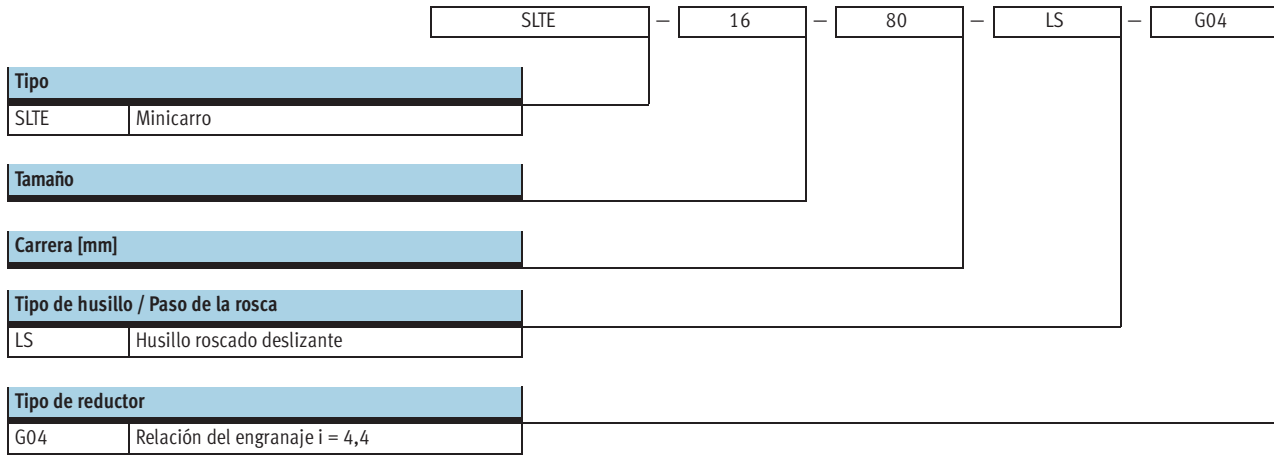 SLTE – 16 – 80 – LS – G04
Tipo
SLTE Minicarro
Tamaño
Carrera [mm]
Tipo de husillo / Paso de la rosca
LS Husillo roscado deslizante
Tipo de reductor
G04 Relación del engranaje i = 4,4